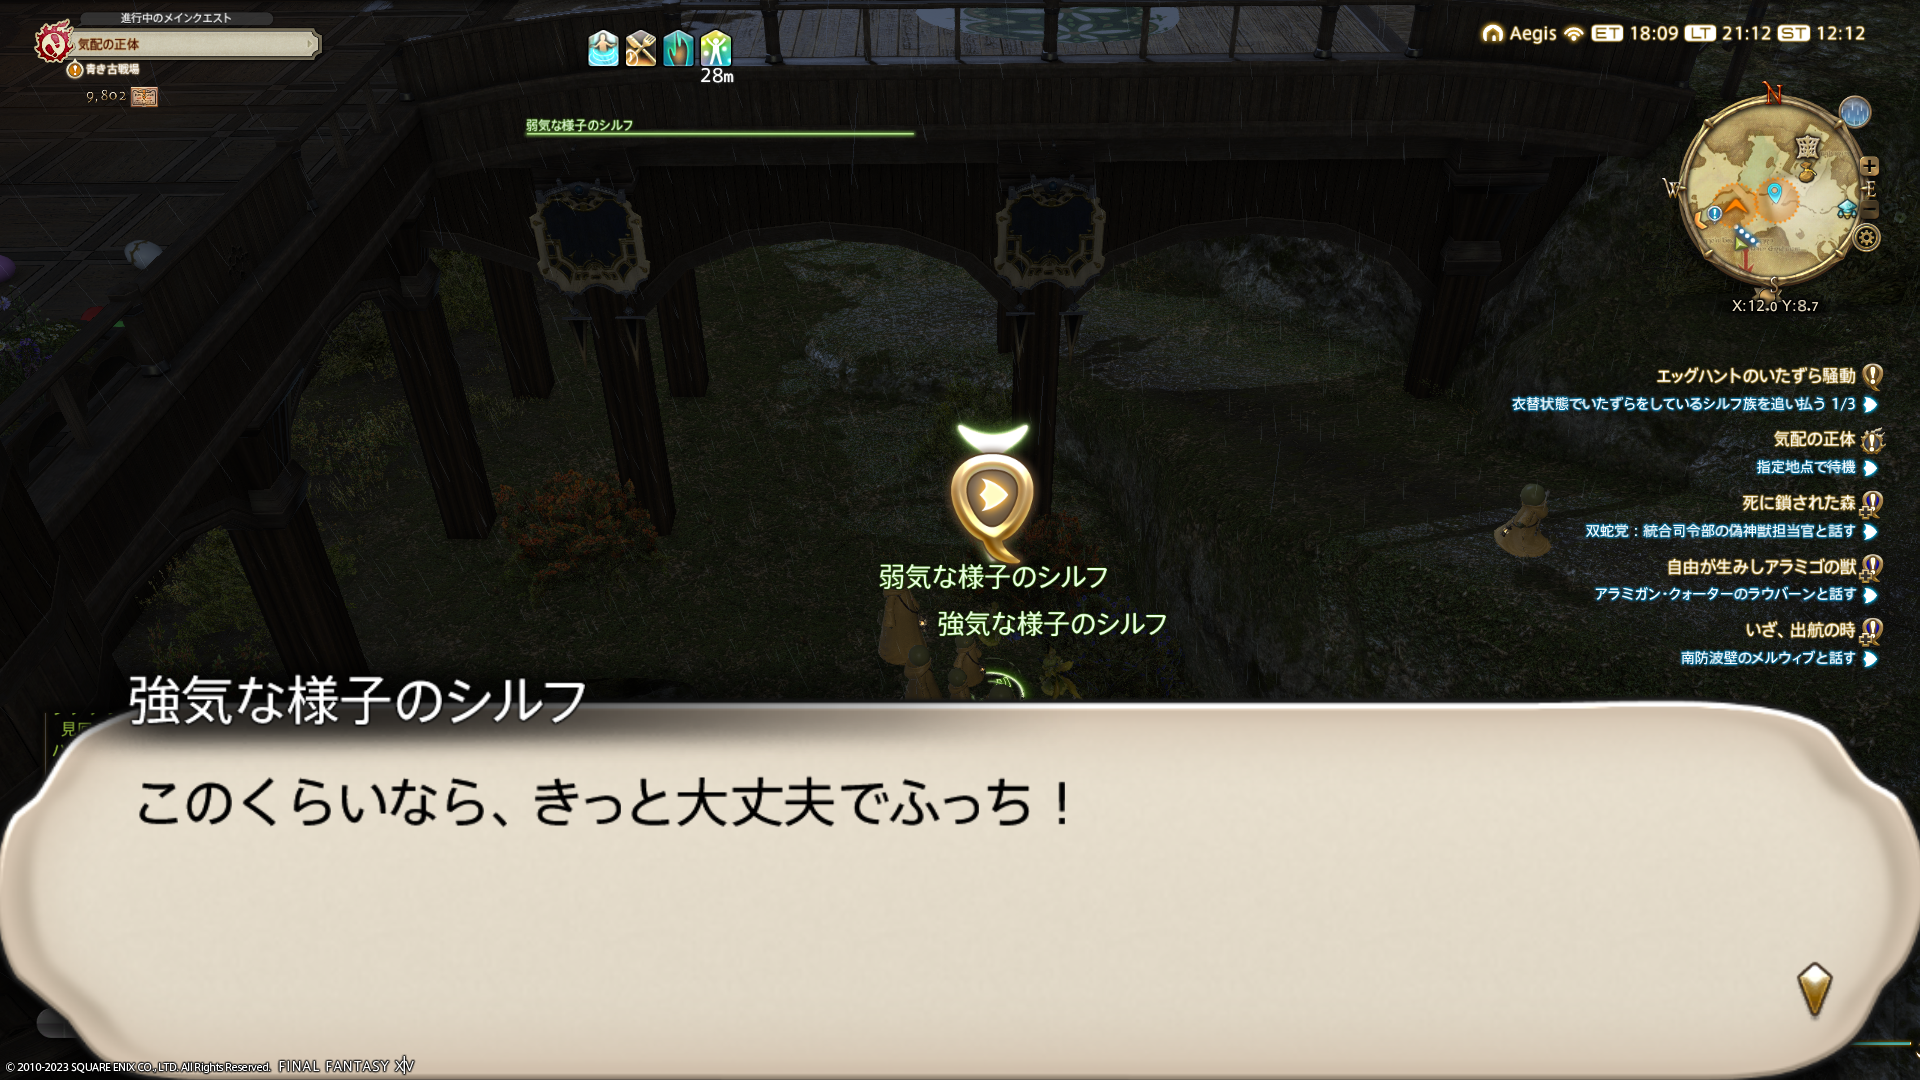 進行中のメインクエスト
気配の正体
青き古戦場
9,802
28m
弱気な様子のシルフ
Aegis ET 18:09 LT 21:12 ST 12:12
N
W
E
S
X:12.0 Y:8.7
エッグハントのいたずら騒動
衣替状態でいたずらをしているシルフ族を追い払う 1/3
気配の正体
指定地点で待機
死に鎖された森
双蛇党：統合司令部の偽神獣担当官と話す
自由が生みしアラミゴの獣
アラミガン・クォーターのラウバーンと話す
いざ、出航の時
南防波壁のメルウィブと話す
弱気な様子のシルフ
強気な様子のシルフ
強気な様子のシルフ
このくらいなら、きっと大丈夫でふっち！
© 2010-2023 SQUARE ENIX CO., LTD. All Rights Reserved. FINAL FANTASY XIV